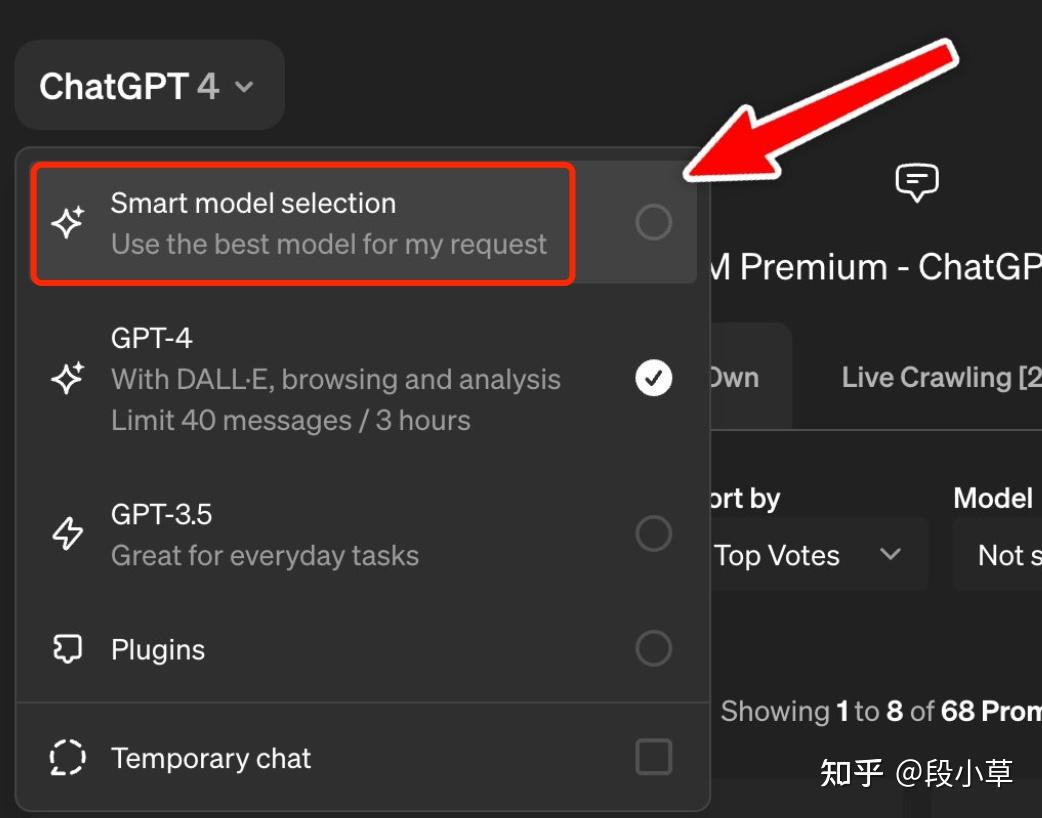 ChatGPT 4
Smart model selection
Use the best model for my request
GPT-4
With DALL·E, browsing and analysis
Limit 40 messages / 3 hours
GPT-3.5
Great for everyday tasks
Plugins
Temporary chat
M Premium - ChatGP
Own
Live Crawling [2
ort by
Model
Top Votes
Not s
Showing 1 to 8 of 68 Prom
知乎 @段小草